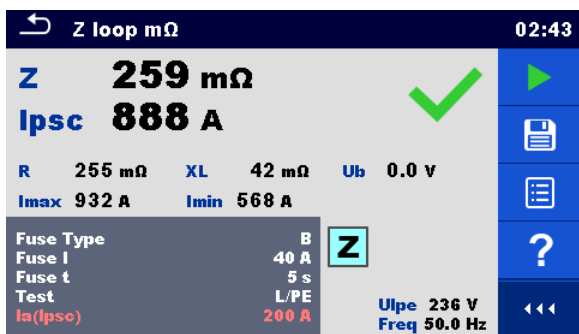 Z loop mΩ 02:43
Z 259 mΩ
Ipsc 888 A
R 255 mΩ XL 42 mΩ Ub 0.0 V
Imax 932 A Imin 568 A
Fuse Type B
Fuse I 40 A
Fuse t 5 s
Test L/PE
Ia(Ipsc) 200 A
Z
Ulpe 236 V
Freq 50.0 Hz
?